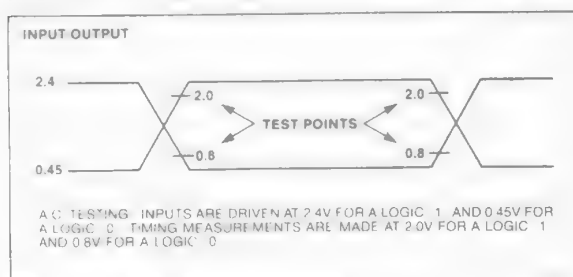 INPUT OUTPUT
2.4
2.0
2.0
TEST POINTS
0.8
0.8
0.45
A C TESTING INPUTS ARE DRIVEN AT 2 4V FOR A LOGIC 1 AND 0 45V FOR
A LOGIC 0 TIMING MEASUREMENTS ARE MADE AT 2 0V FOR A LOGIC 1
AND 0 8V FOR A LOGIC 0